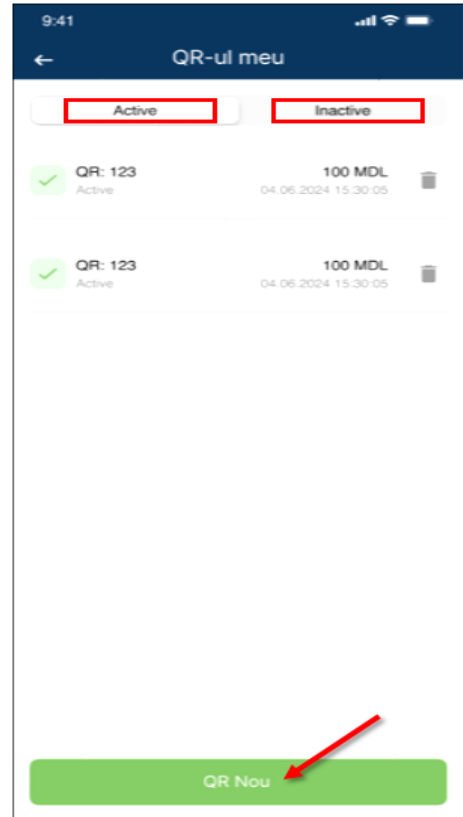 9:41
QR-ul meu
Active Inactive
QR: 123 100 MDL
Active 04.06.2024 15:30:05
QR: 123 100 MDL
Active 04.06.2024 15:30:05
QR Nou